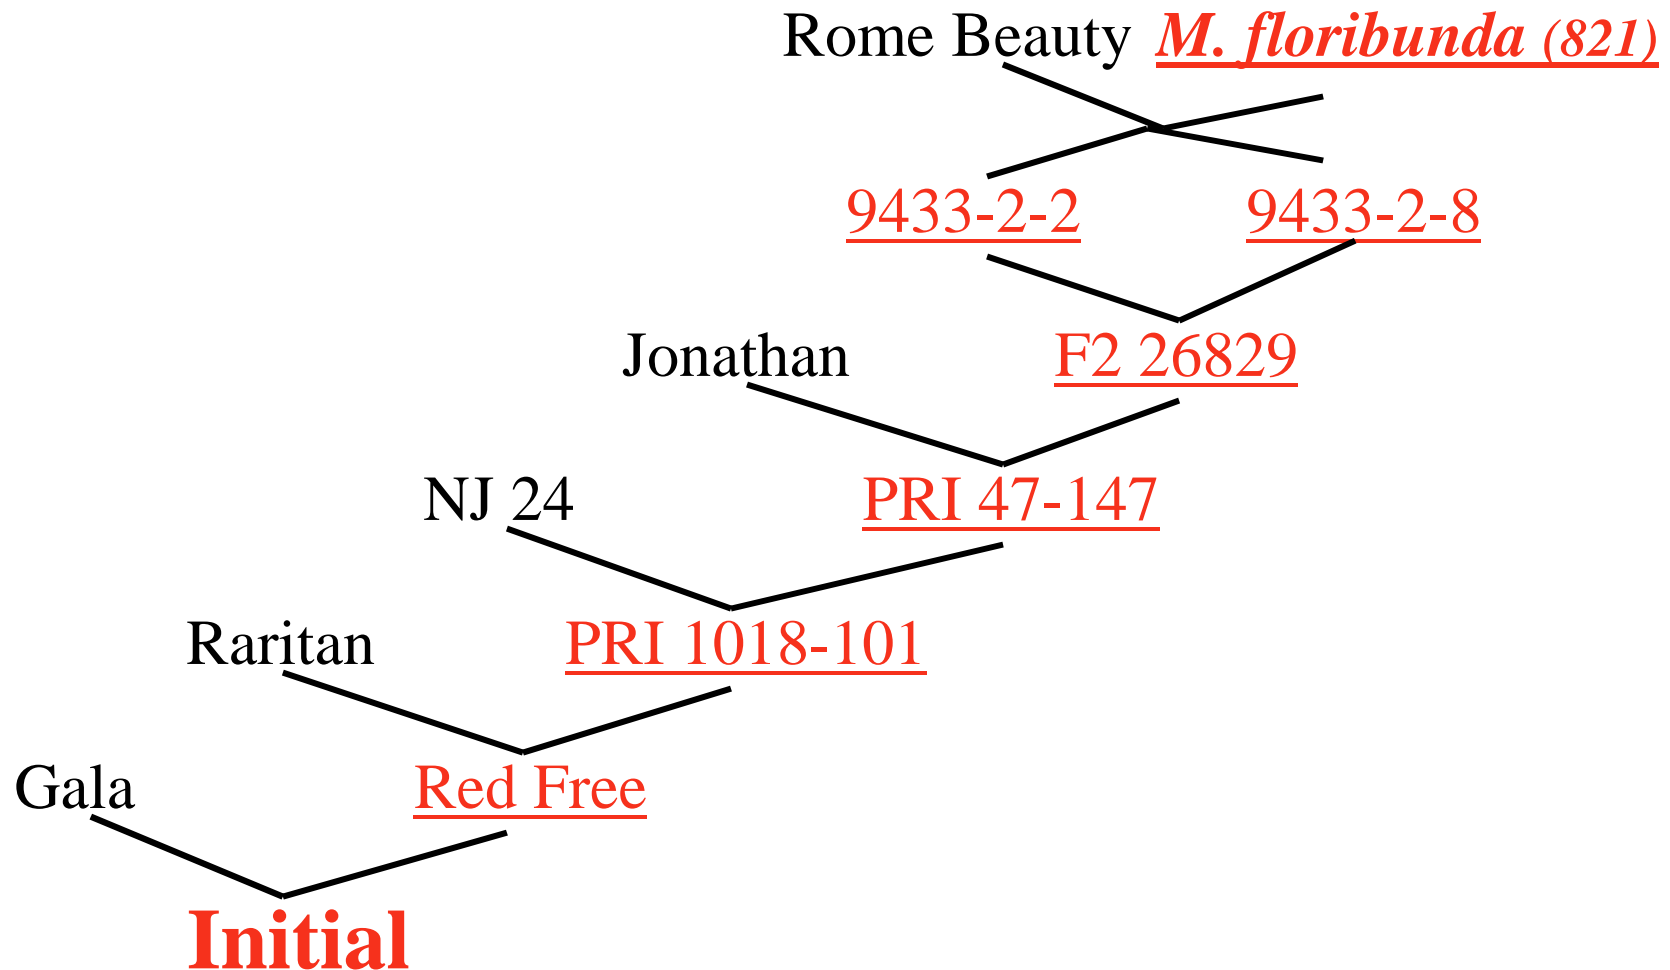 Rome Beauty M. floribunda (821)
9433-2-2 9433-2-8
Jonathan F2 26829
NJ 24 PRI 47-147
Raritan PRI 1018-101
Gala Red Free
Initial